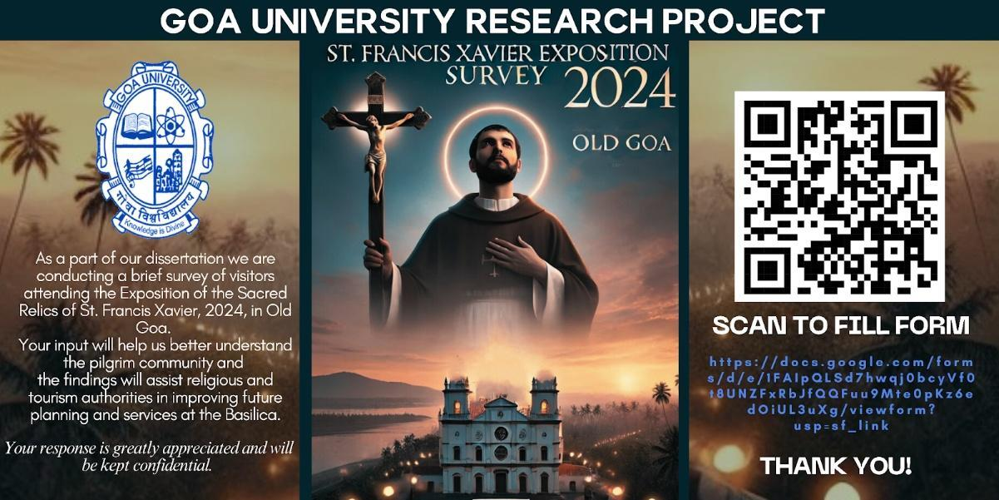 GOA UNIVERSITY RESEARCH PROJECT
GOA UNIVERSITY
गोंवा विश्वविद्यालय
Knowledge is Divine
As a part of our dissertation we are
conducting a brief survey of visitors
attending the Exposition of the Sacred
Relics of St. Francis Xavier, 2024, in Old
Goa.
Your input will help us better understand
the pilgrim community and
the findings will assist religious and
tourism authorities in improving future
planning and services at the Basilica.
Your response is greatly appreciated and will
be kept confidential.
ST. FRANCIS XAVIER EXPOSITION
SURVEY 2024
OLD GOA
SCAN TO FILL FORM
https://docs.google.com/form
s/d/e/1FAIpQLSd7hwqj0bcyVf0
t8UNZFxRbJfQQFuu9Mte0pKz6e
dOiUL3uXg/viewform?
usp=sf_link
THANK YOU!